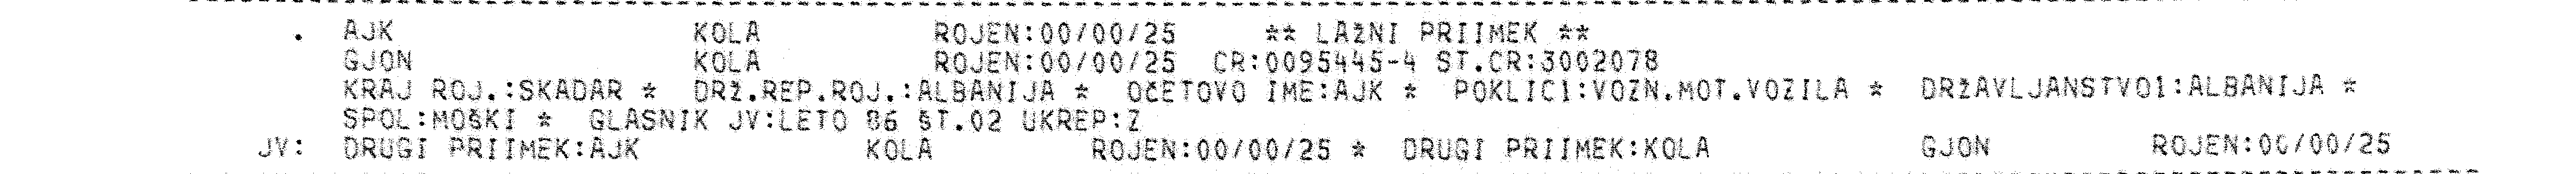 . AJK KOLA ROJEN:00/00/25 ** LAŽNI PRIIMEK **
GJON KOLA ROJEN:00/00/25 CR:0095445-4 ST.CR:3002078
KRAJ ROJ.:SKADAR * DRŽ.REP.ROJ.:ALBANIJA * OČETOVO IME:AJK * POKLIC1:VOZN.MOT.VOZILA * DRŽAVLJANSTVO1:ALBANIJA *
SPOL:MOŠKI * GLASNIK JV:LETO 86 ŠT.02 UKREP:Z
JV: DRUGI PRIIMEK:AJK KOLA ROJEN:00/00/25 * DRUGI PRIIMEK:KOLA GJON ROJEN:00/00/25